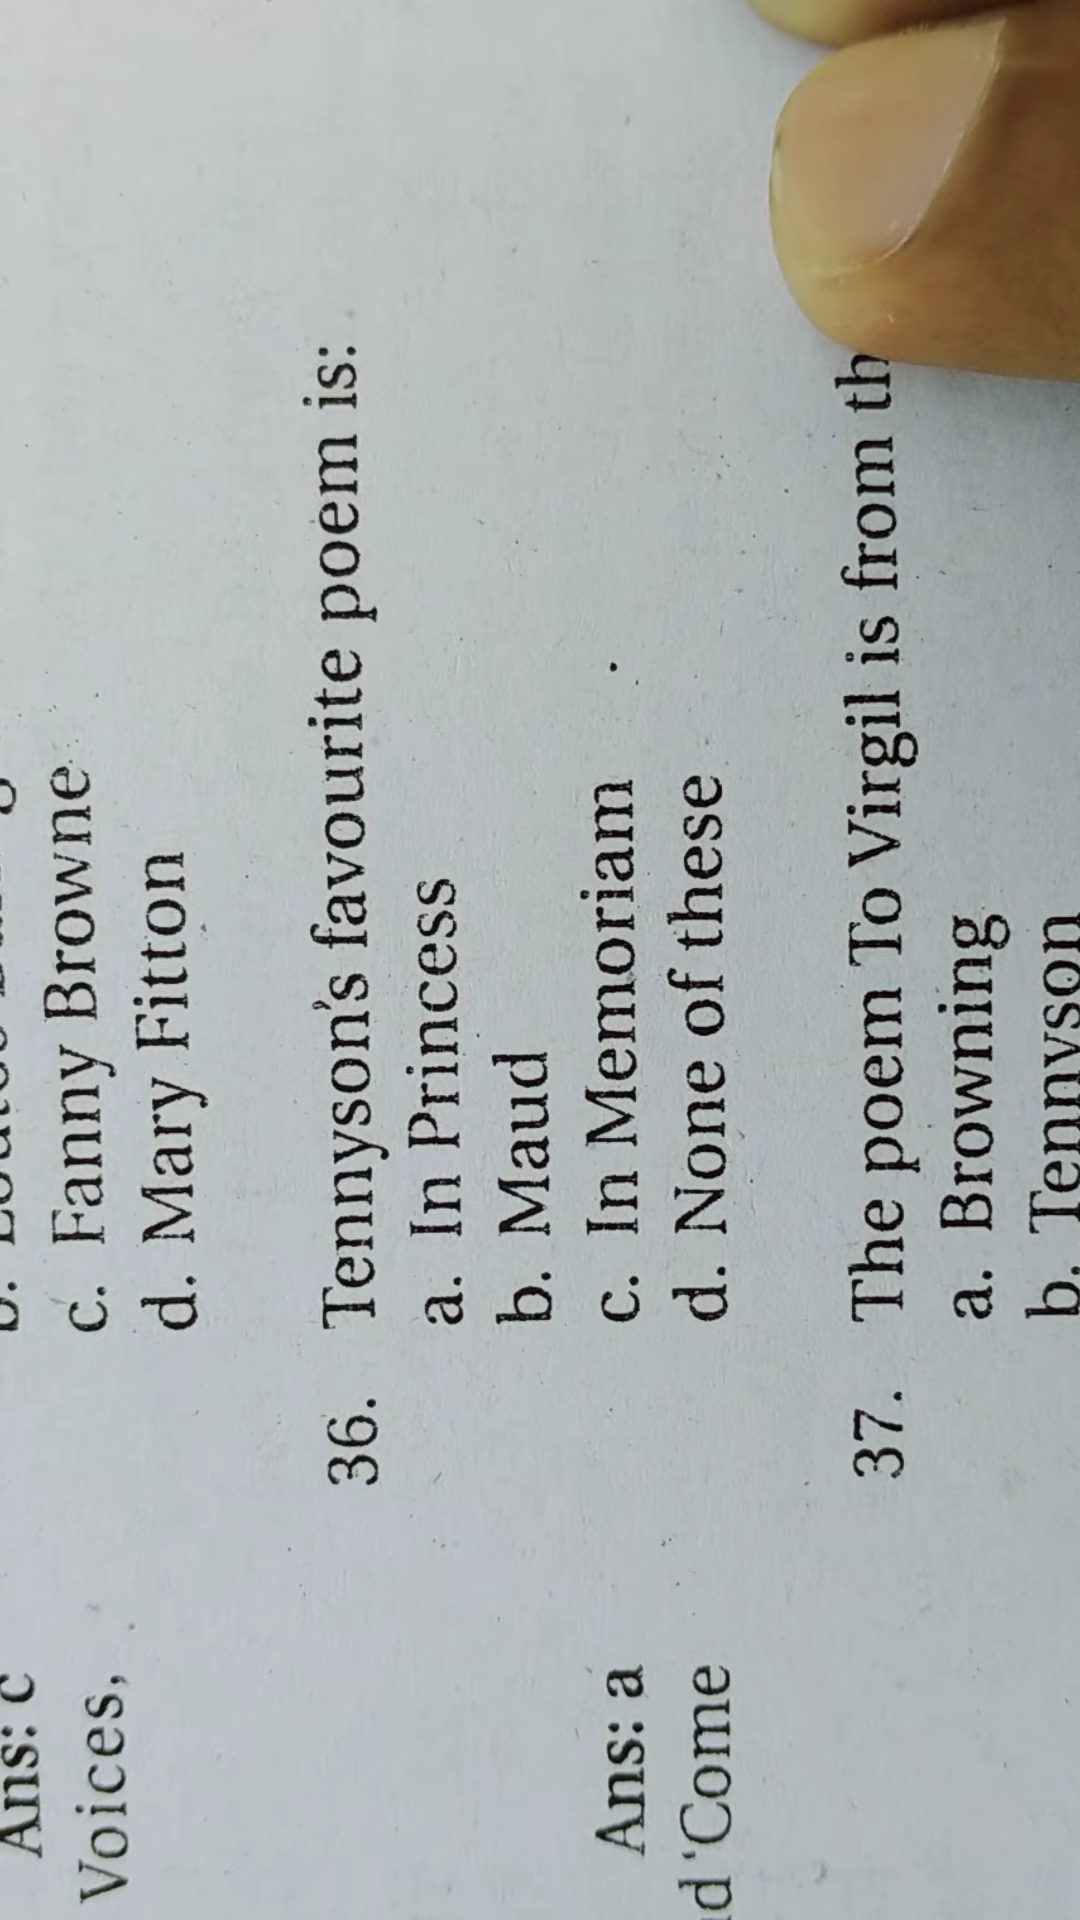 Ans: c
Voices,
Ans: a
'Come
c. Fanny Browne
d. Mary Fitton
36. Tennyson's favourite poem is:
a. In Princess
b. Maud
c. In Memoriam
d. None of these
37. The poem To Virgil is from
a. Browning
b. Tennyson